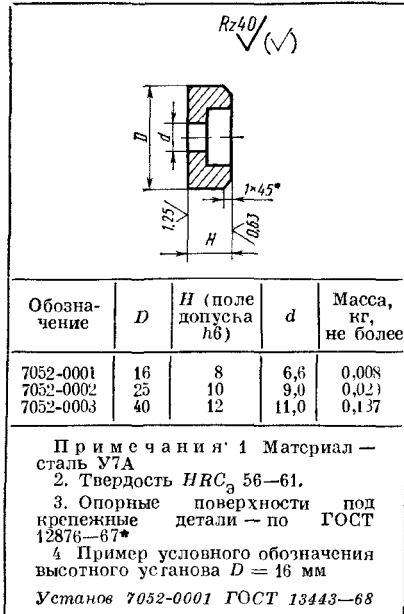 Rz40
(√)
D
d
1×45°
1,25
H
0,63
Обозна-
чение
D
H (поле
допуска
h6)
d
Масса,
кг,
не более
7052-0001 16 8 6,6 0,008
7052-0002 25 10 9,0
7052-0003 40 12 11,0
Примечания· 1 Материал —
сталь У7А
2. Твердость HRCэ 56—61.
3. Опорные поверхности под
крепежные детали — по ГОСТ
12876—67*
4 Пример условного обозначения
высотного установа D = 16 мм
Установ 7052-0001 ГОСТ 13443—68